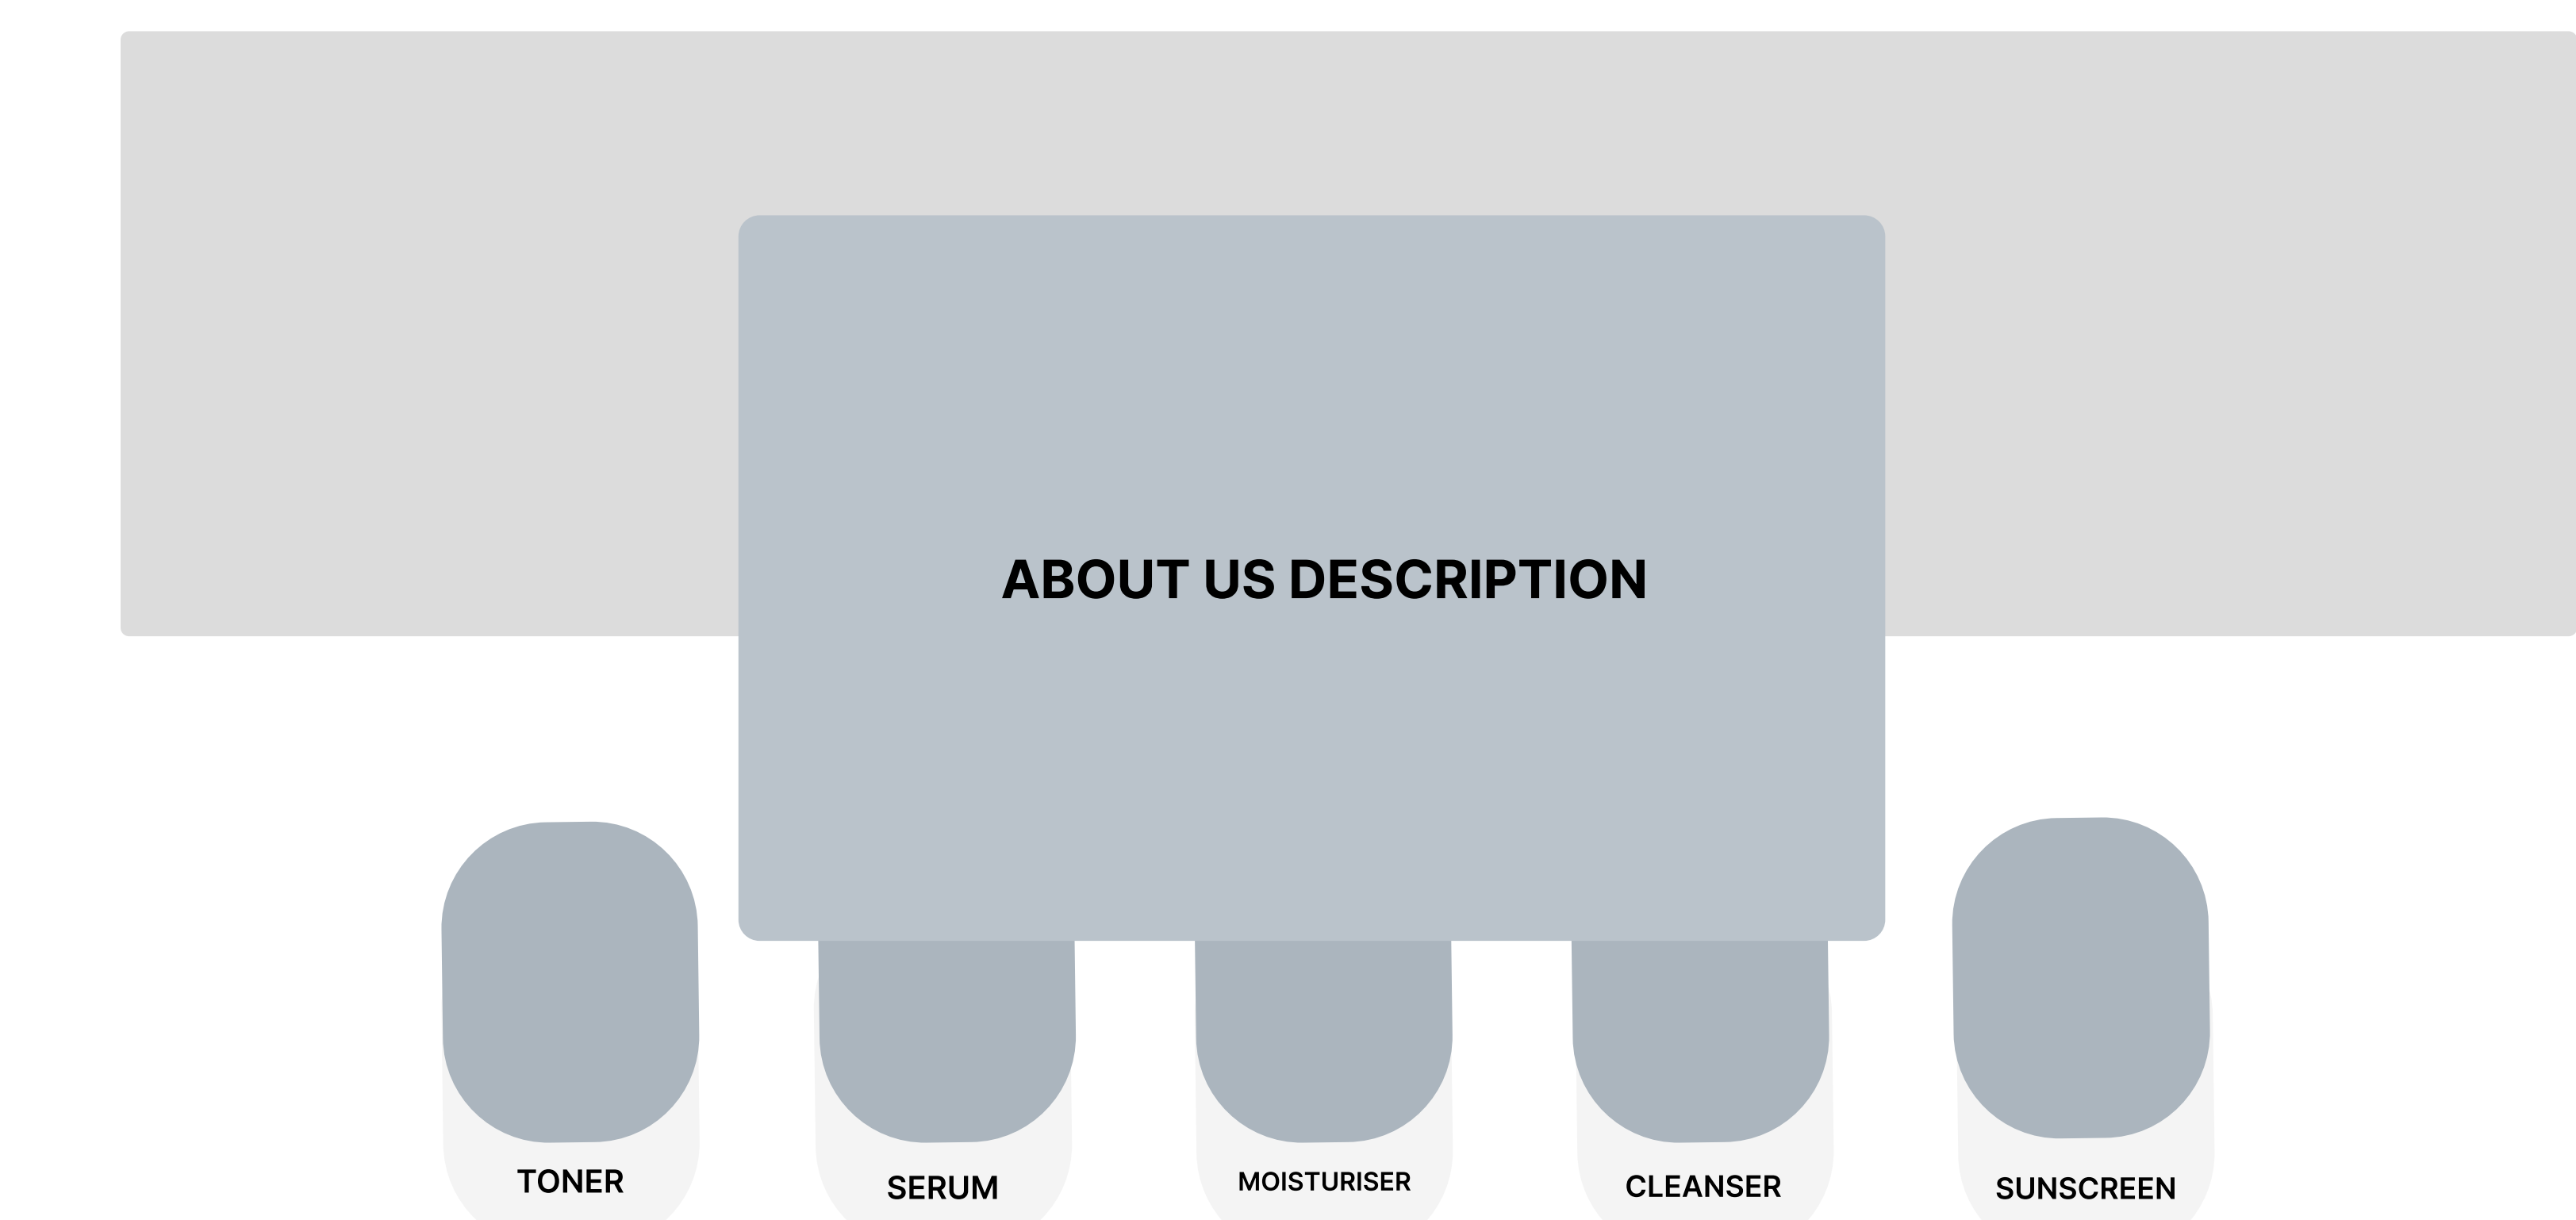 ABOUT US DESCRIPTION
TONER
SERUM
MOISTURISER
CLEANSER
SUNSCREEN